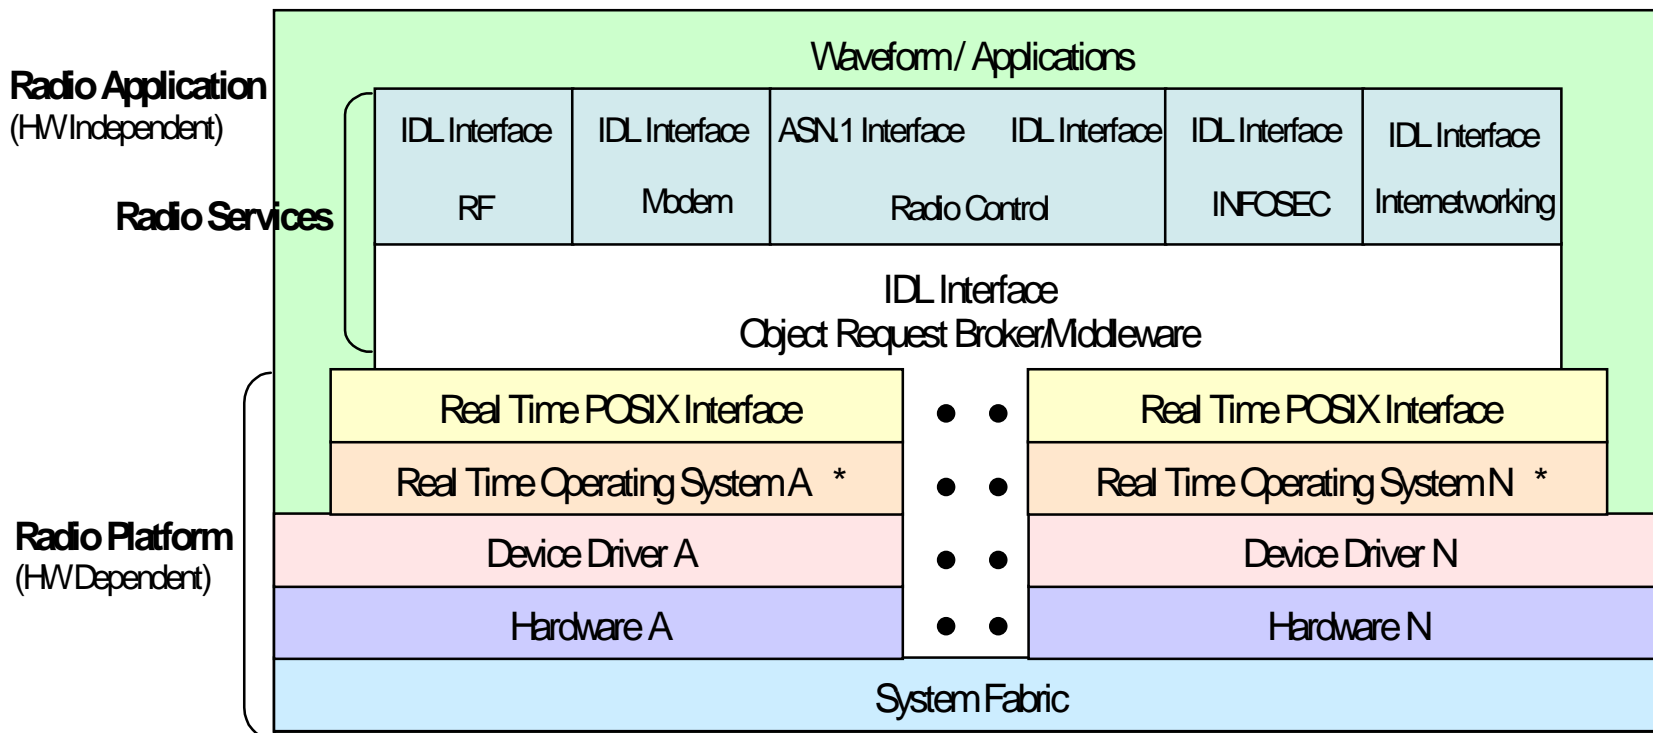 Waveform / Applications
Radio Application
(HW Independent)
IDL Interface
RF
IDL Interface
Modem
ASN.1 Interface IDL Interface
Radio Control
IDL Interface
INFOSEC
IDL Interface
Internetworking
Radio Services
IDL Interface
Object Request Broker/Middleware
Real Time POSIX Interface
Real Time POSIX Interface
Real Time Operating System A *
Real Time Operating System N *
Radio Platform
(HW Dependent)
Device Driver A
Device Driver N
Hardware A
Hardware N
System Fabric